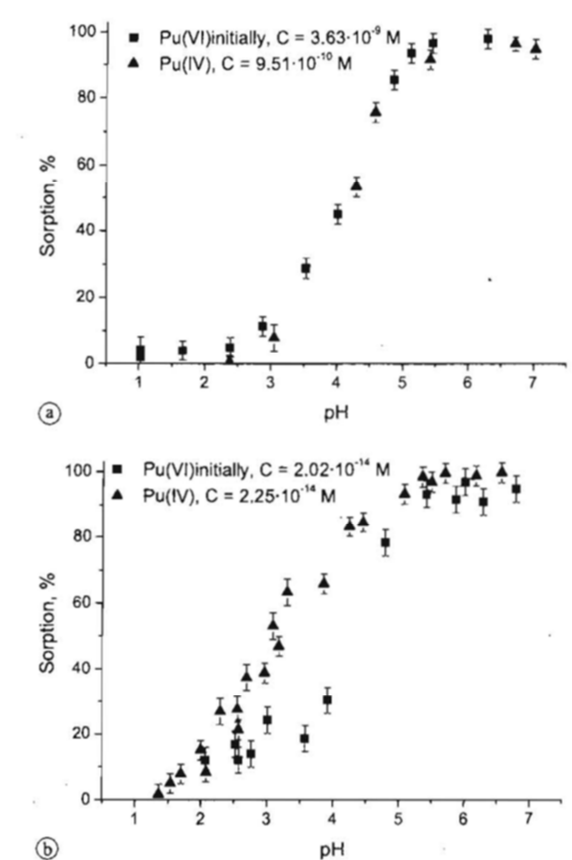 100
80
60
40
20
0
Sorption, %
■ Pu(VI)initially, C = 3.63·10⁻⁹ M
▲ Pu(IV), C = 9.51·10⁻¹⁰ M
1 2 3 4 5 6 7
pH
a
100
80
60
40
20
0
Sorption, %
■ Pu(VI)initially, C = 2.02·10⁻¹⁴ M
▲ Pu(IV), C = 2.25·10⁻¹⁴ M
1 2 3 4 5 6 7
pH
b